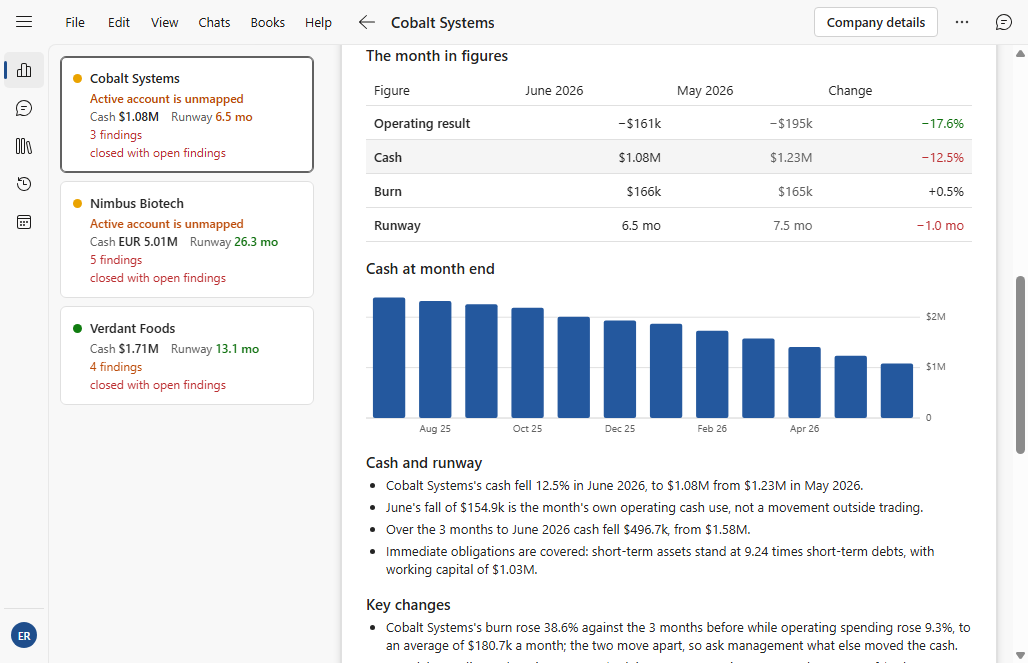 File Edit View Chats Books Help Cobalt Systems Company details
Cobalt Systems
Active account is unmapped
Cash $1.08M Runway 6.5 mo
3 findings
closed with open findings
Nimbus Biotech
Active account is unmapped
Cash EUR 5.01M Runway 26.3 mo
5 findings
closed with open findings
Verdant Foods
Cash $1.71M Runway 13.1 mo
4 findings
closed with open findings
ER
The month in figures
Figure June 2026 May 2026 Change
Operating result −$161k −$195k −17.6%
Cash $1.08M $1.23M −12.5%
Burn $166k $165k +0.5%
Runway 6.5 mo 7.5 mo −1.0 mo
Cash at month end
$2M
$1M
0
Aug 25 Oct 25 Dec 25 Feb 26 Apr 26
Cash and runway
Cobalt Systems's cash fell 12.5% in June 2026, to $1.08M from $1.23M in May 2026.
June's fall of $154.9k is the month's own operating cash use, not a movement outside trading.
Over the 3 months to June 2026 cash fell $496.7k, from $1.58M.
Immediate obligations are covered: short-term assets stand at 9.24 times short-term debts, with
working capital of $1.03M.
Key changes
Cobalt Systems's burn rose 38.6% against the 3 months before while operating spending rose 9.3%, to
an average of $180.7k a month; the two move apart, so ask management what else moved the cash.